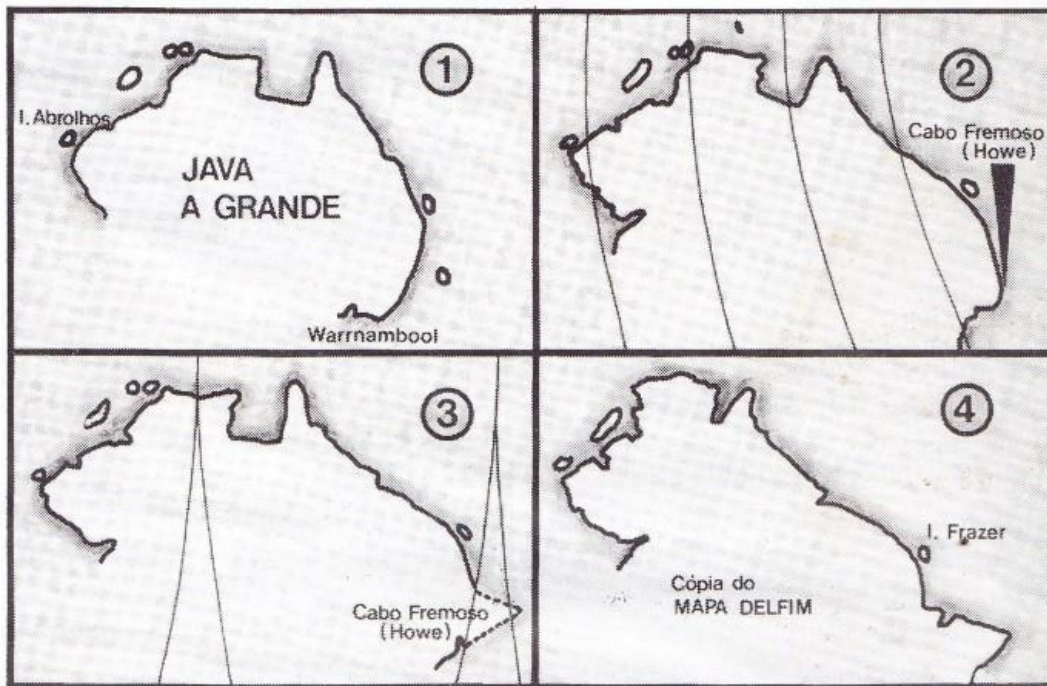 1
I. Abrolhos
JAVA
A GRANDE
Warrnambool
2
Cabo Fremoso
(Howe)
3
Cabo Fremoso
(Howe)
4
I. Frazer
Cópia do
MAPA DELFIM